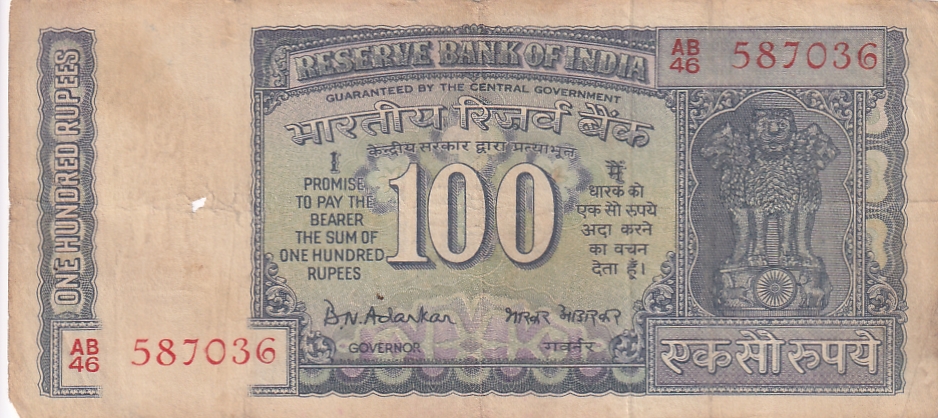 ONE HUNDRED RUPEES
RESERVE BANK OF INDIA
AB
46
587036
GUARANTEED BY THE CENTRAL GOVERNMENT
भारतीय रिज़र्व बैंक
केन्द्रीय सरकार द्वारा प्रत्याभूत
I
PROMISE
TO PAY THE
BEARER
THE SUM OF
ONE HUNDRED
RUPEES
100
मैं
धारक को
एक सौ रुपये
अदा करने
का वचन
देता हूँ।
B.N. Adarkar
भास्कर आडारकर
GOVERNOR
गवर्नर
AB
46
587036
एक सौ रुपये